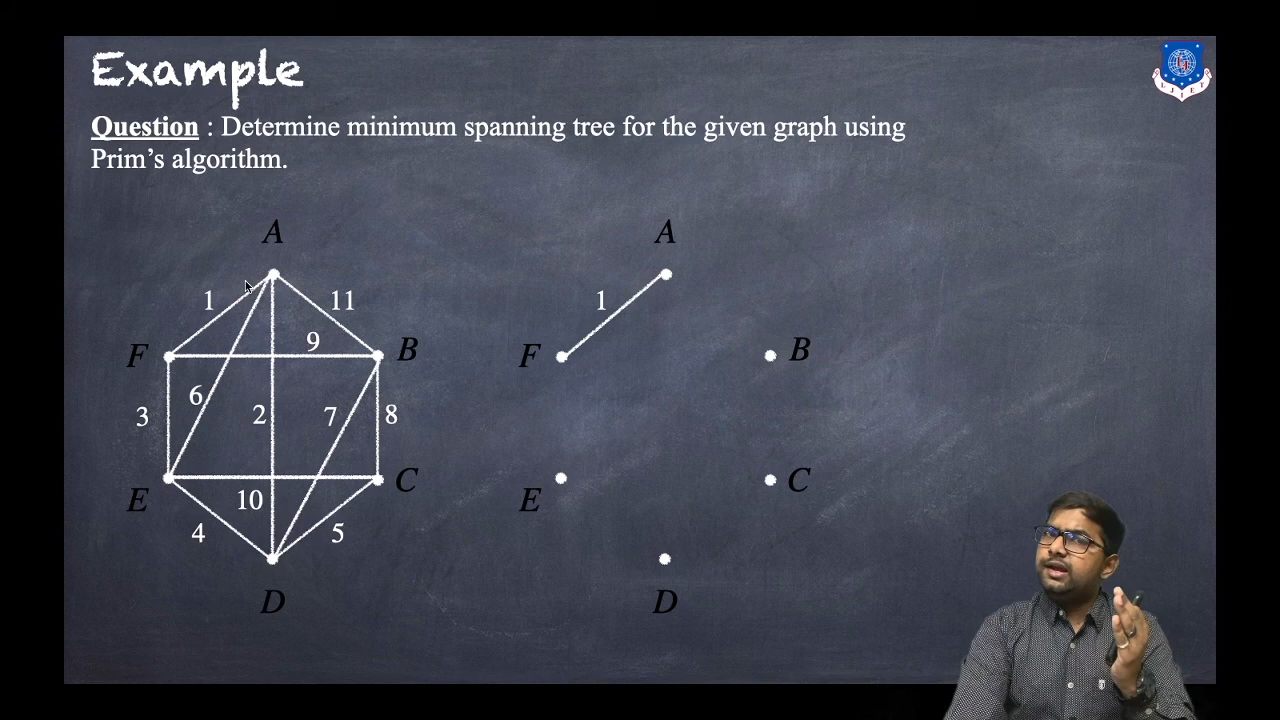 Example
Question : Determine minimum spanning tree for the given graph using
Prim's algorithm.
A
1
11
9
F
B
6
3
2
7
8
E
C
10
4
5
D
A
1
F
B
E
C
D